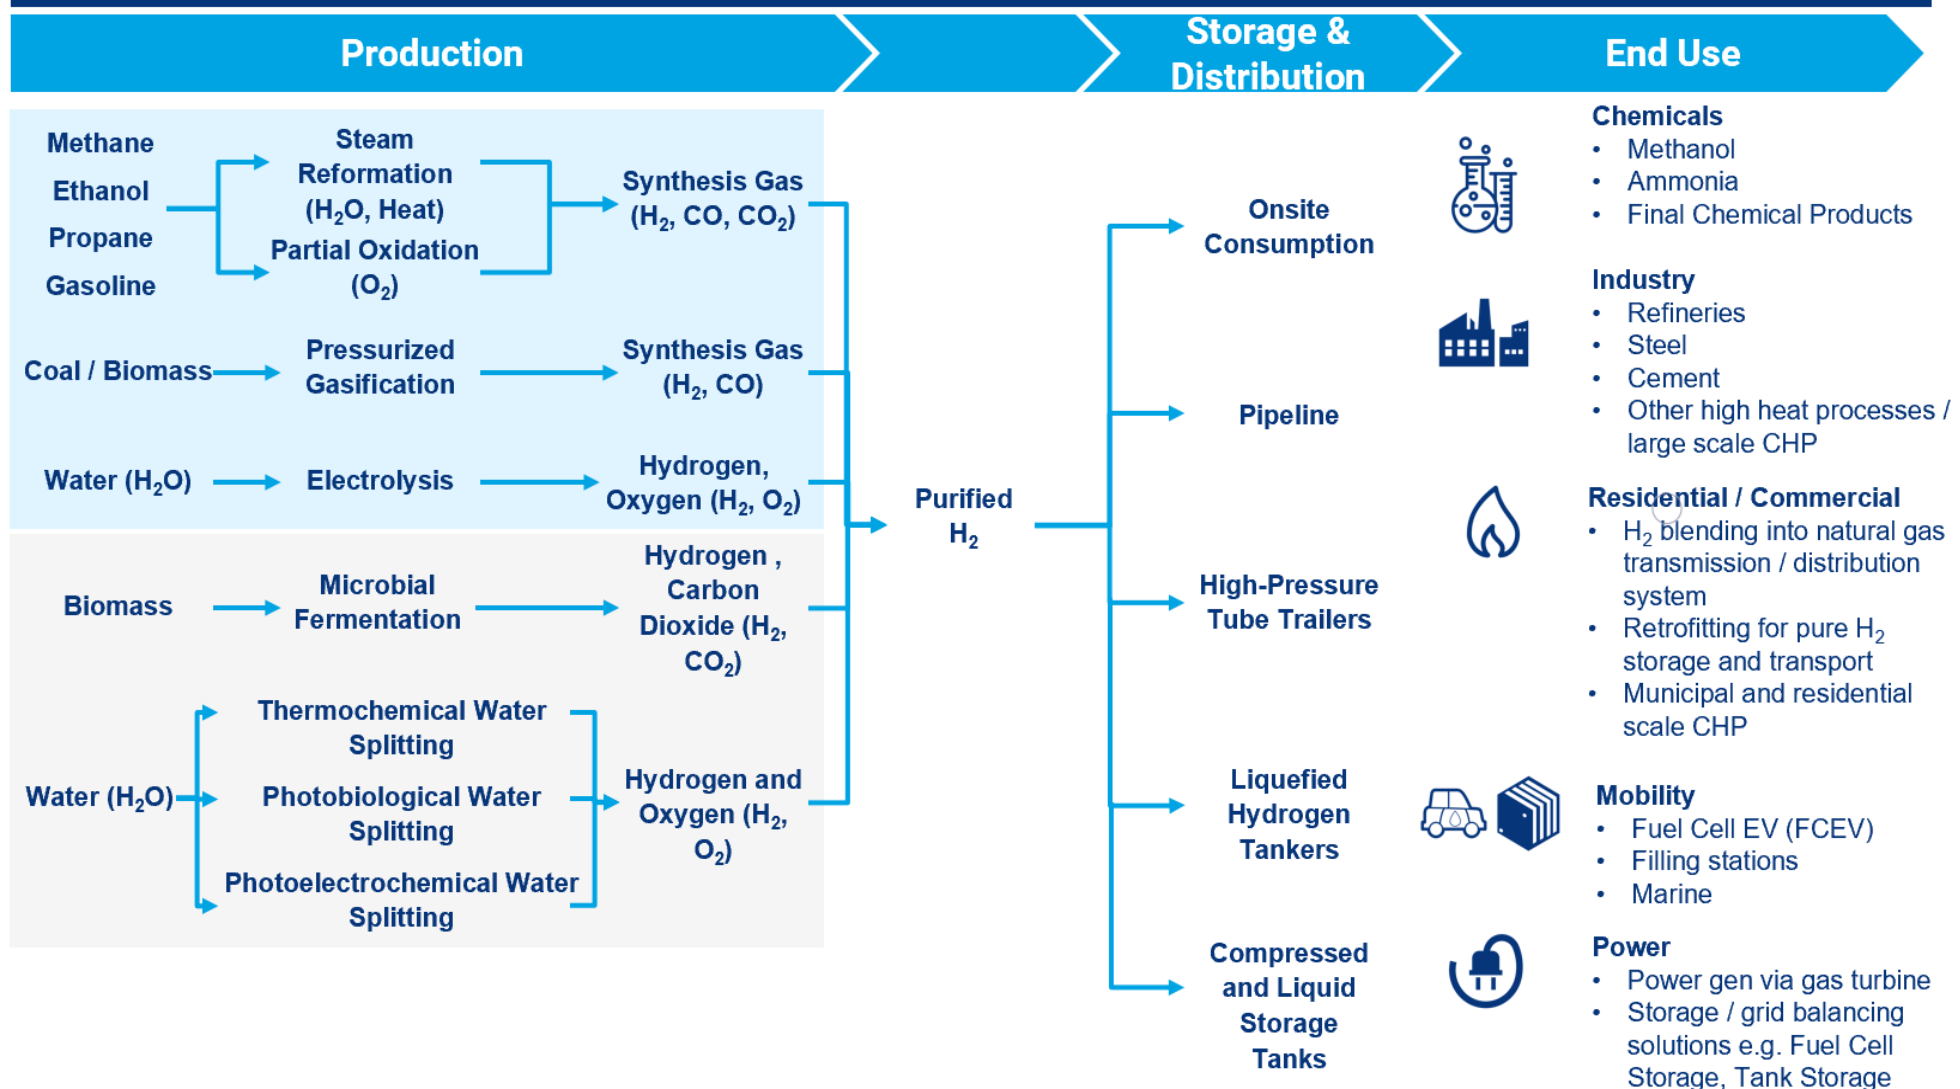 Production
Storage &
Distribution
End Use
Methane
Ethanol
Propane
Gasoline
Steam
Reformation
(H₂O, Heat)
Partial Oxidation
(O₂)
Synthesis Gas
(H₂, CO, CO₂)
Coal / Biomass
Pressurized
Gasification
Synthesis Gas
(H₂, CO)
Water (H₂O)
Electrolysis
Hydrogen,
Oxygen (H₂, O₂)
Biomass
Microbial
Fermentation
Hydrogen ,
Carbon
Dioxide (H₂,
CO₂)
Water (H₂O)
Thermochemical Water
Splitting
Photobiological Water
Splitting
Photoelectrochemical Water
Splitting
Hydrogen and
Oxygen (H₂,
O₂)
Purified
H₂
Onsite
Consumption
Pipeline
High-Pressure
Tube Trailers
Liquefied
Hydrogen
Tankers
Compressed
and Liquid
Storage
Tanks
Chemicals
• Methanol
• Ammonia
• Final Chemical Products
Industry
• Refineries
• Steel
• Cement
• Other high heat processes /
large scale CHP
Residential / Commercial
• H₂ blending into natural gas
transmission / distribution
system
• Retrofitting for pure H₂
storage and transport
• Municipal and residential
scale CHP
Mobility
• Fuel Cell EV (FCEV)
• Filling stations
• Marine
Power
• Power gen via gas turbine
• Storage / grid balancing
solutions e.g. Fuel Cell
Storage, Tank Storage